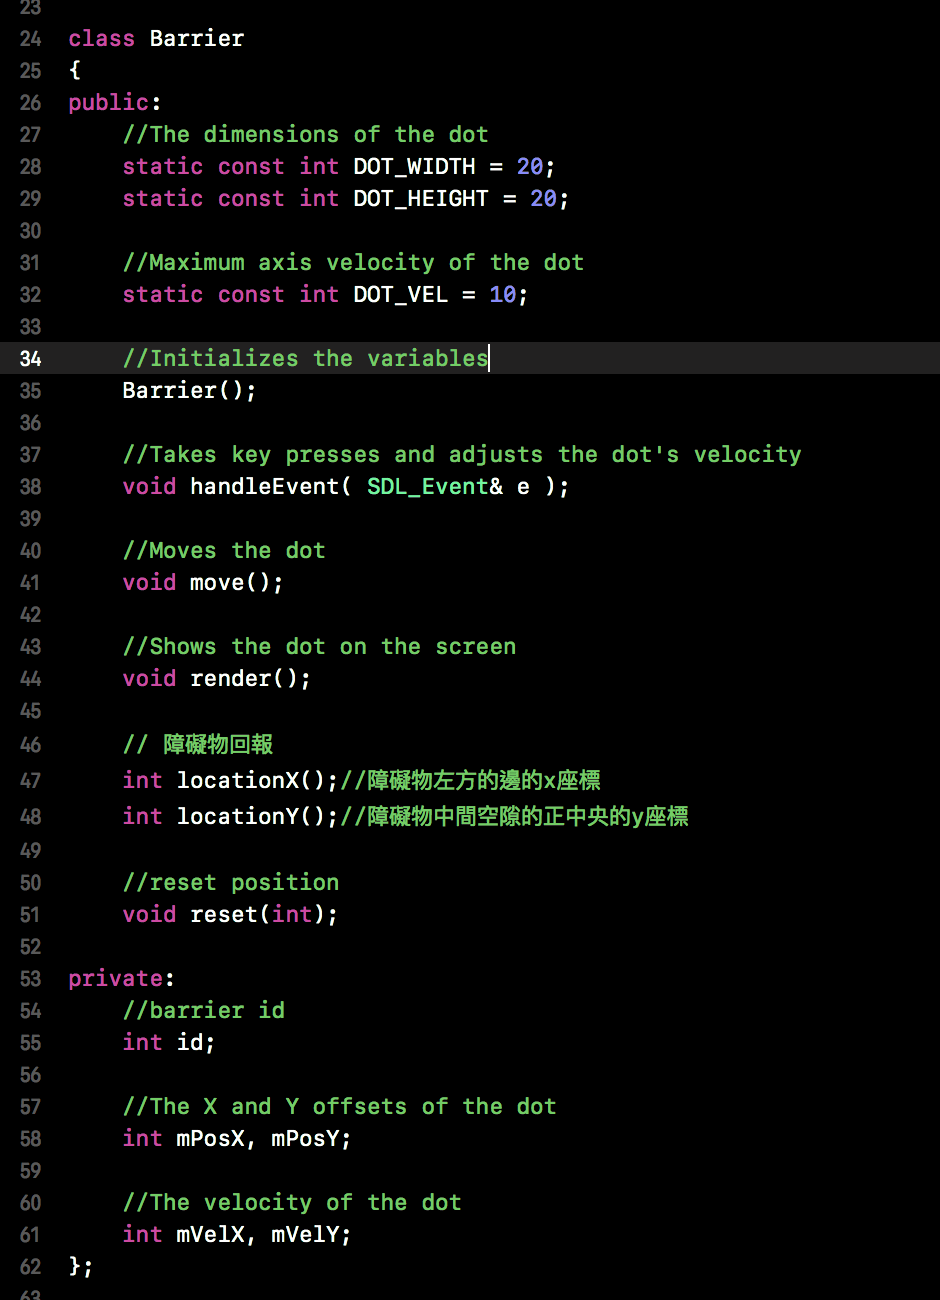 23
24 class Barrier
25 {
26 public:
27     //The dimensions of the dot
28     static const int DOT_WIDTH = 20;
29     static const int DOT_HEIGHT = 20;
30
31     //Maximum axis velocity of the dot
32     static const int DOT_VEL = 10;
33
34     //Initializes the variables
35     Barrier();
36
37     //Takes key presses and adjusts the dot's velocity
38     void handleEvent( SDL_Event& e );
39
40     //Moves the dot
41     void move();
42
43     //Shows the dot on the screen
44     void render();
45
46     // 障礙物回報
47     int locationX();//障礙物左方的邊的x座標
48     int locationY();//障礙物中間空隙的正中央的y座標
49
50     //reset position
51     void reset(int);
52
53 private:
54     //barrier id
55     int id;
56
57     //The X and Y offsets of the dot
58     int mPosX, mPosY;
59
60     //The velocity of the dot
61     int mVelX, mVelY;
62 };
63